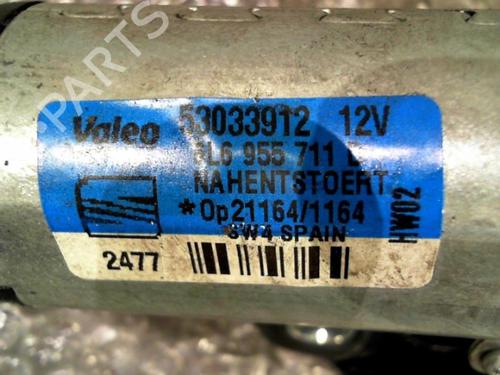 PARTS
Valeo
53033912 12V
6L6 955 711
NAHENTSTOERT
*Op21164/1164
SW4 SPAIN
2477
HW02